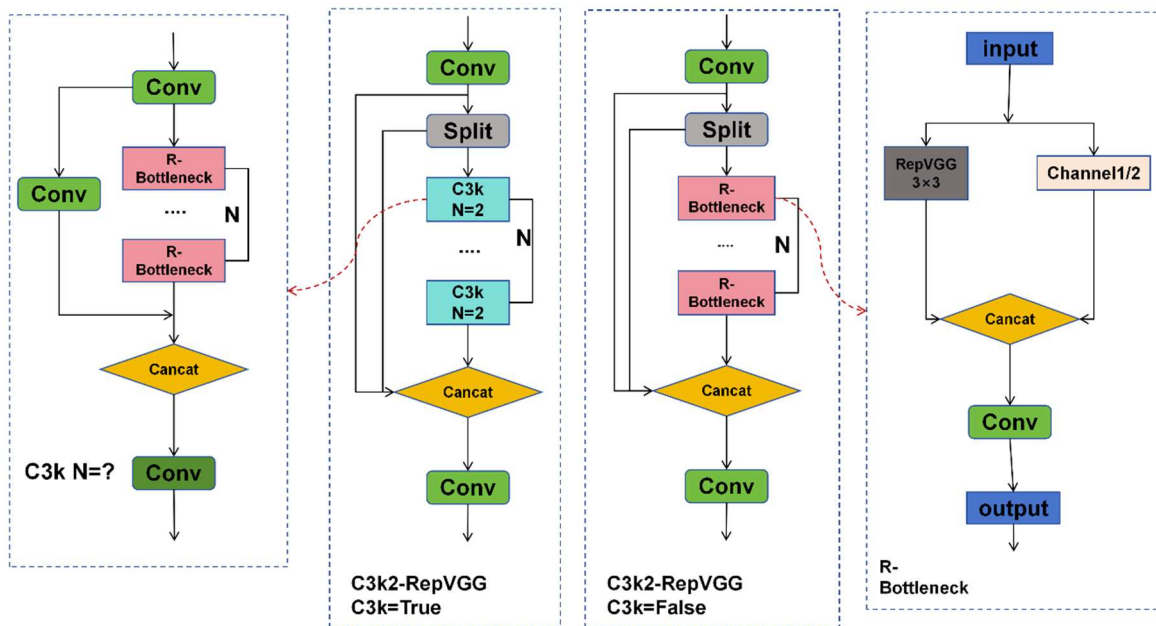 Conv
R-
Bottleneck
Conv
....
N
R-
Bottleneck
Cancat
C3k N=?
Conv
Conv
Split
C3k
N=2
....
N
C3k
N=2
Cancat
Conv
C3k2-RepVGG
C3k=True
Conv
Split
R-
Bottleneck
....
N
R-
Bottleneck
Cancat
Conv
C3k2-RepVGG
C3k=False
input
RepVGG
3×3
Channel1/2
Cancat
Conv
output
R-
Bottleneck